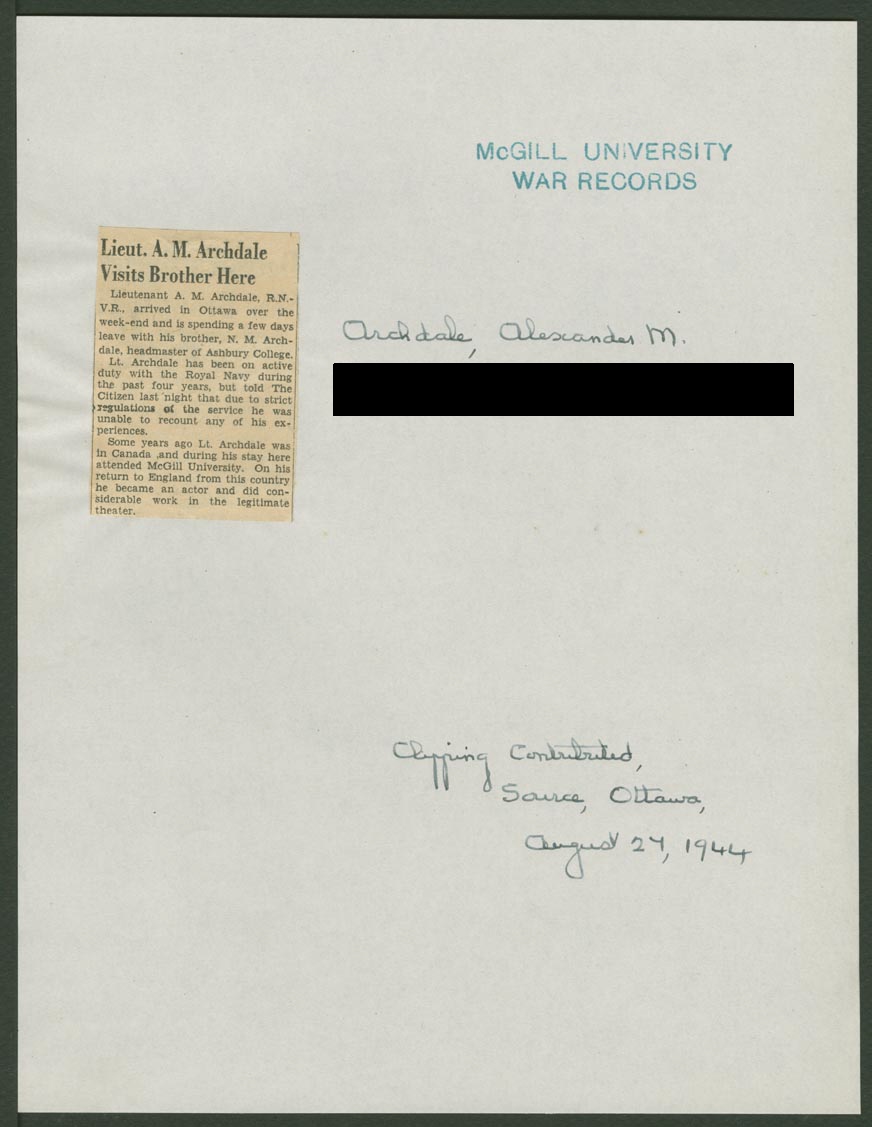 McGILL UNIVERSITY
WAR RECORDS
Lieut. A. M. Archdale
Visits Brother Here
Lieutenant A. M. Archdale, R.N.-
V.R., arrived in Ottawa over the
week-end and is spending a few days
leave with his brother, N. M. Arch-
dale, headmaster of Ashbury College.
Lt. Archdale has been on active
duty with the Royal Navy during
the past four years, but told The
Citizen last night that due to strict
regulations of the service he was
unable to recount any of his ex-
periences.
Some years ago Lt. Archdale was
in Canada ,and during his stay here
attended McGill University. On his
return to England from this country
he became an actor and did con-
siderable work in the legitimate
theater.
Archdale, Alexander M.
Clipping Contributed,
Source, Ottawa,
August 27, 1944